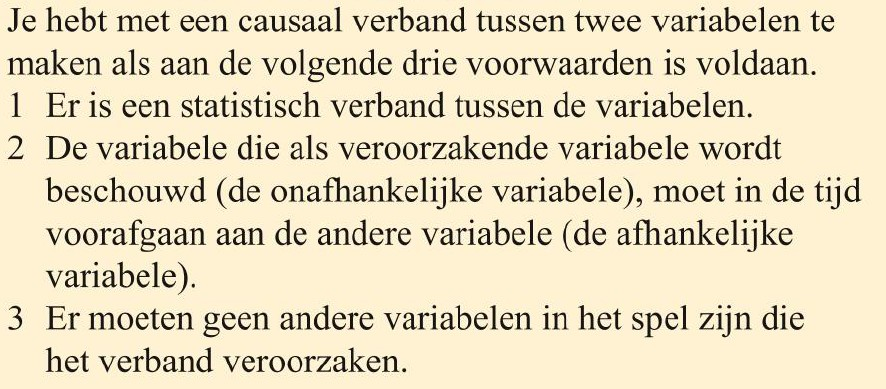 Je hebt met een causaal verband tussen twee variabelen te
maken als aan de volgende drie voorwaarden is voldaan.
1 Er is een statistisch verband tussen de variabelen.
2 De variabele die als veroorzakende variabele wordt
beschouwd (de onafhankelijke variabele), moet in de tijd
voorafgaan aan de andere variabele (de afhankelijke
variabele).
3 Er moeten geen andere variabelen in het spel zijn die
het verband veroorzaken.